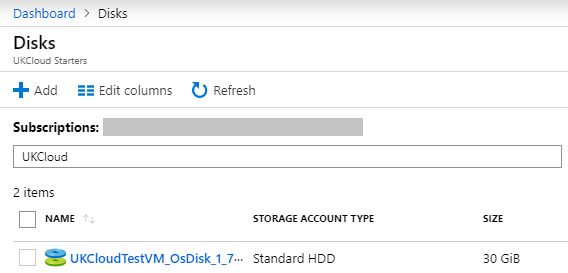 Dashboard > Disks
Disks
UKCloud Starters
Add Edit columns Refresh
Subscriptions:
UKCloud
2 items
NAME ↑↓ STORAGE ACCOUNT TYPE SIZE
UKCloudTestVM_OsDisk_1_7··· Standard HDD 30 GiB